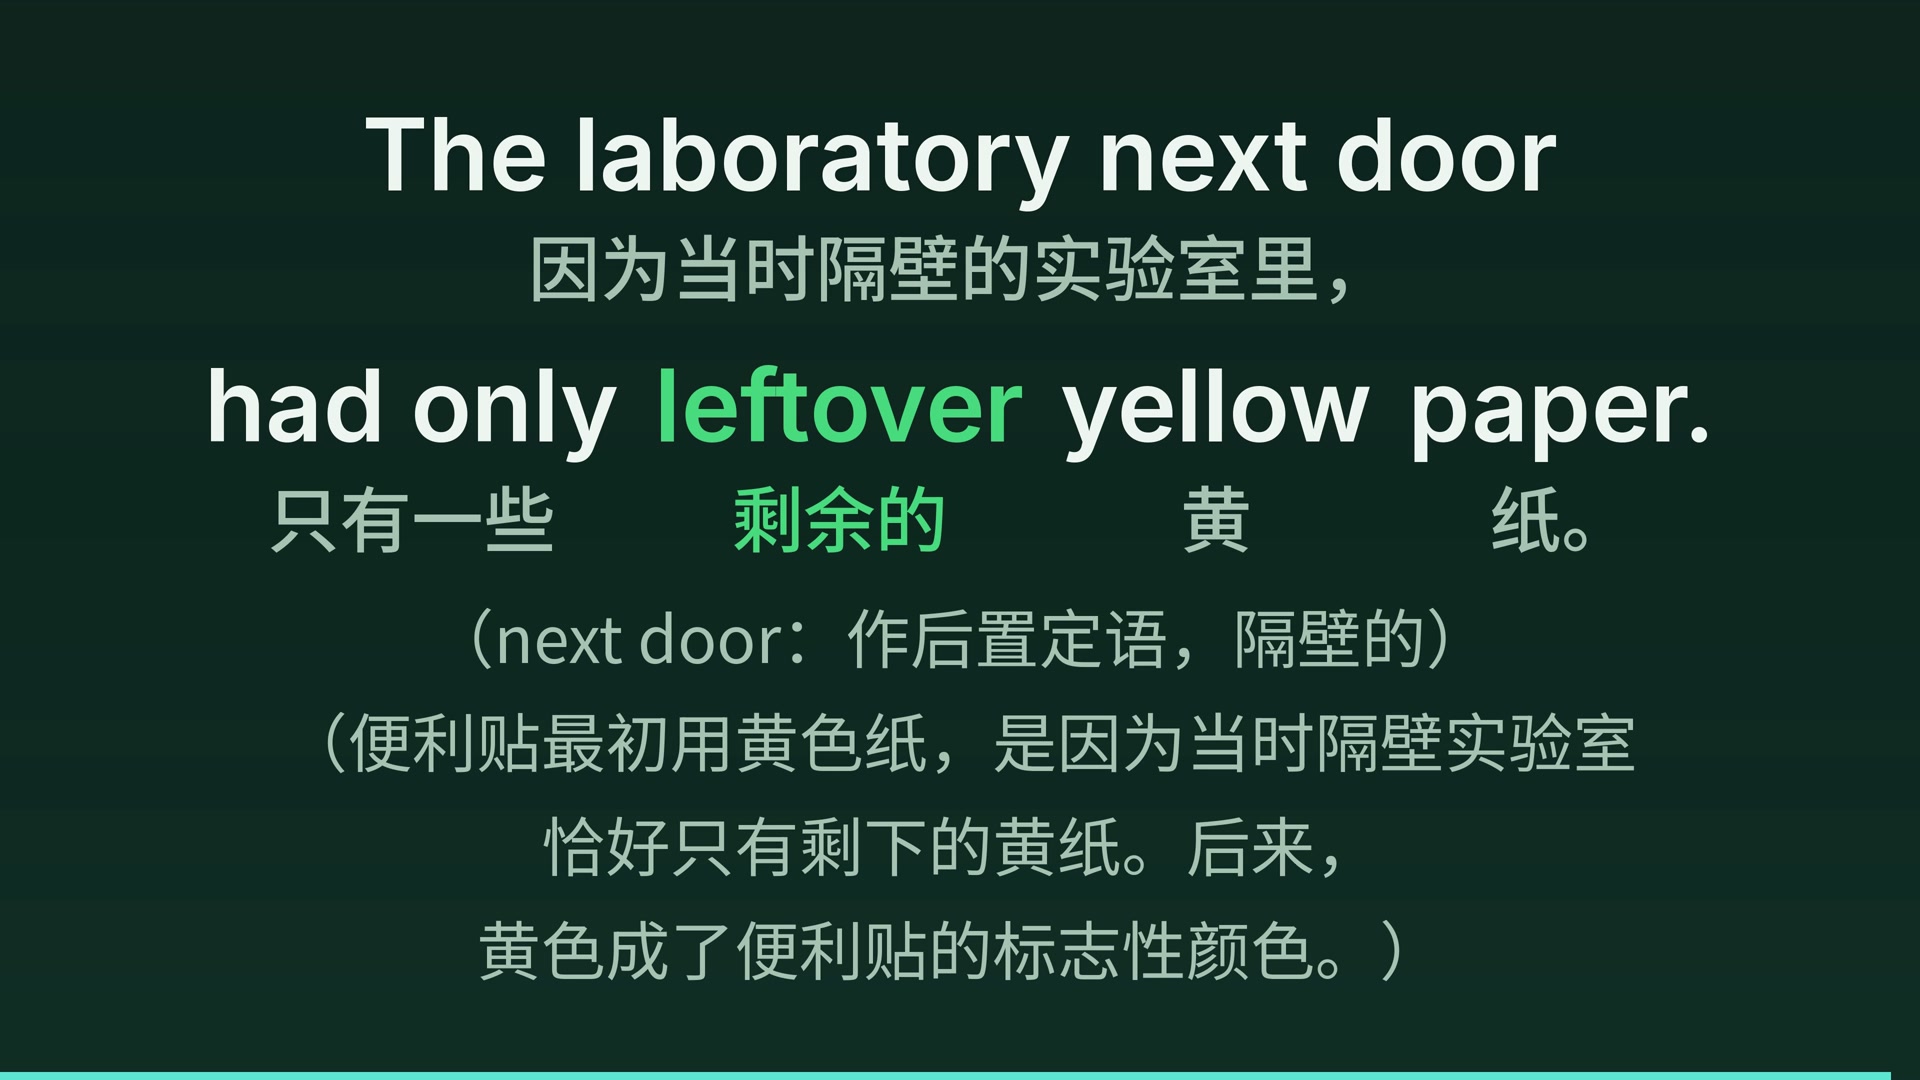 The laboratory next door
因为当时隔壁的实验室里，
had only leftover yellow paper.
只有一些 剩余的 黄 纸。
（next door：作后置定语，隔壁的）
（便利贴最初用黄色纸，是因为当时隔壁实验室
恰好只有剩下的黄纸。后来，
黄色成了便利贴的标志性颜色。）